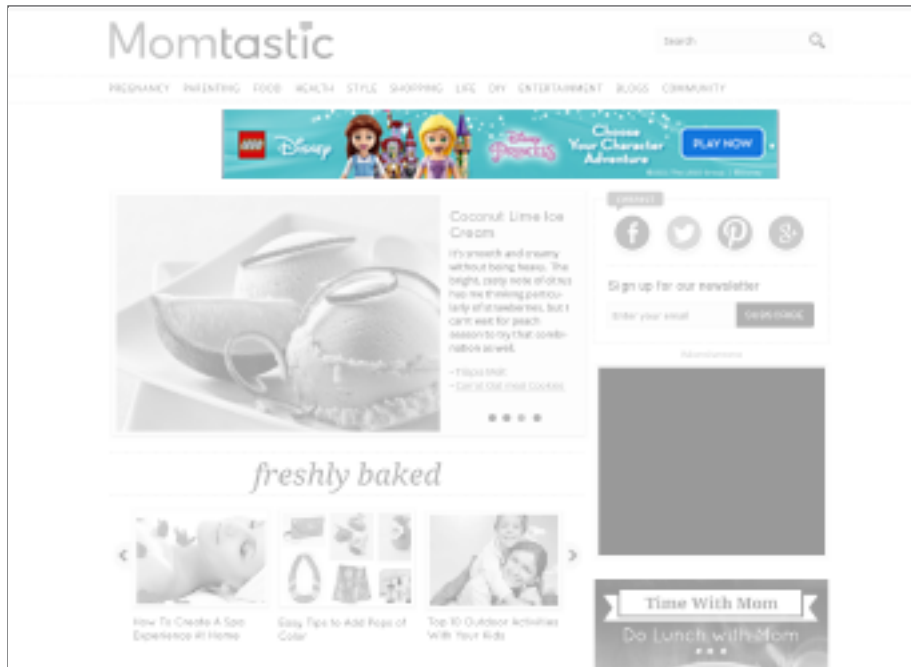 Momtastic
Search
PREGNANCY PARENTING FOOD HEALTH STYLE SHOPPING LIFE DIY ENTERTAINMENT BLOGS COMMUNITY
LEGO Disney
Disney PRINCESS
Choose
Your Character
Adventure
PLAY NOW
CONNECT
Coconut Lime Ice
Cream
It's smooth and creamy
without being heavy. The
bright, zesty note of citrus
has me thinking particu-
larly of strawberries, but I
can't wait for peach
season to try that combi-
nation as well.
Sign up for our newsletter
Enter your email SUBSCRIBE
Advertisement
freshly baked
How To Create A Spa
Experience At Home
Easy Tips to Add Pops of
Color
Top 10 Outdoor Activities
With Your Kids
Time With Mom
Do Lunch with Mom